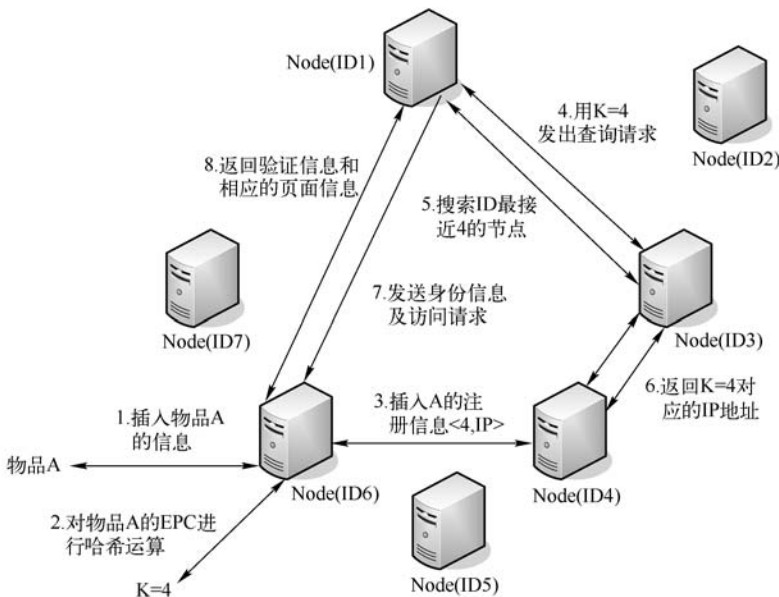 Node(ID1)
4.用K=4
发出查询请求
Node(ID2)
8.返回验证信息和
相应的页面信息
5.搜索ID最接
近4的节点
Node(ID7)
7.发送身份信息
及访问请求
Node(ID3)
1.插入物品A
的信息
3.插入A的注
册信息<4,IP>
6.返回K=4对
应的IP地址
物品A
Node(ID6)
Node(ID4)
2.对物品A的EPC进
行哈希运算
Node(ID5)
K=4